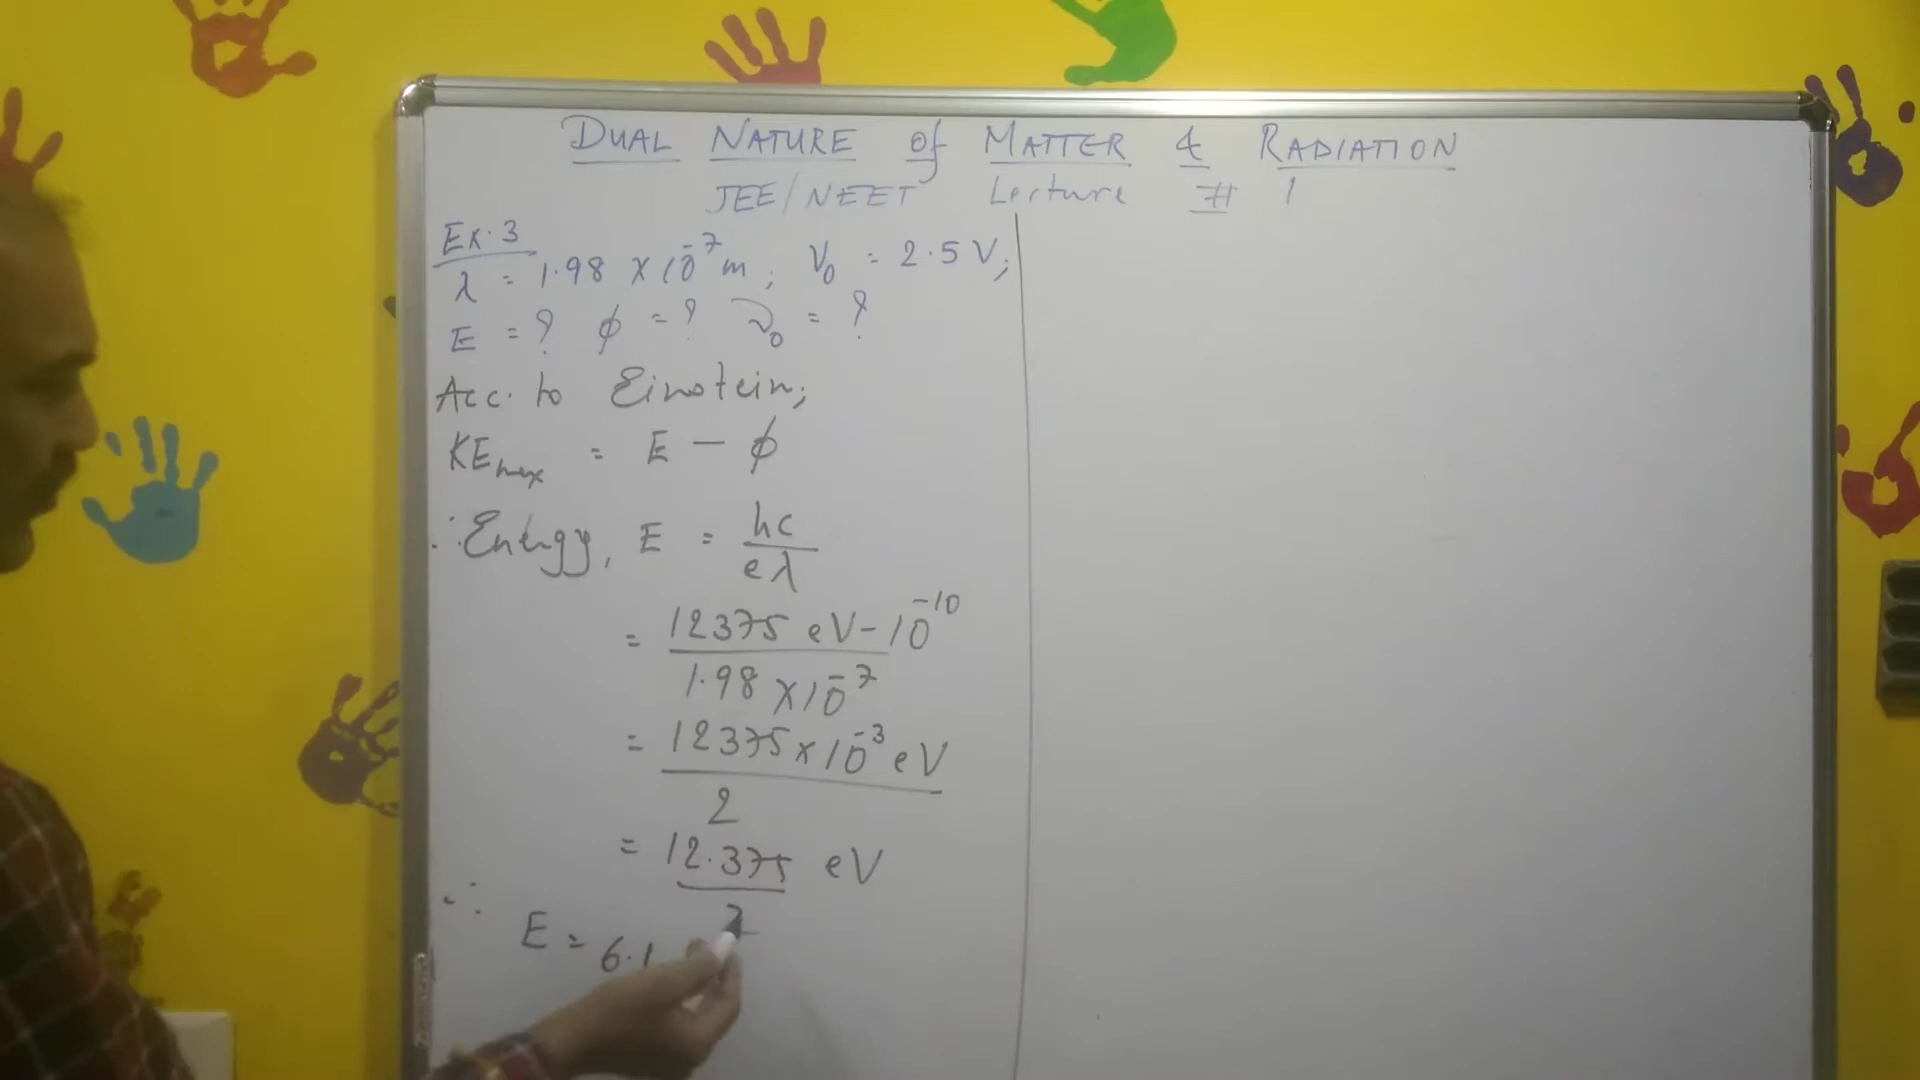 DUAL NATURE of MATTER & RADIATION
JEE/NEET Lecture # 1
Ex. 3
λ = 1.98 × 10⁻⁷ m, V₀ = 2.5 V;
E = ? φ = ? ν₀ = ?
Acc. to Einstein;
KEmax = E − φ
∴ Energy, E = hc/eλ
= 12375 eV − 10⁻¹⁰ / 1.98 × 10⁻⁷
= 12375 × 10⁻³ eV / 2
= 12.375 eV / 2
∴ E = 6.1